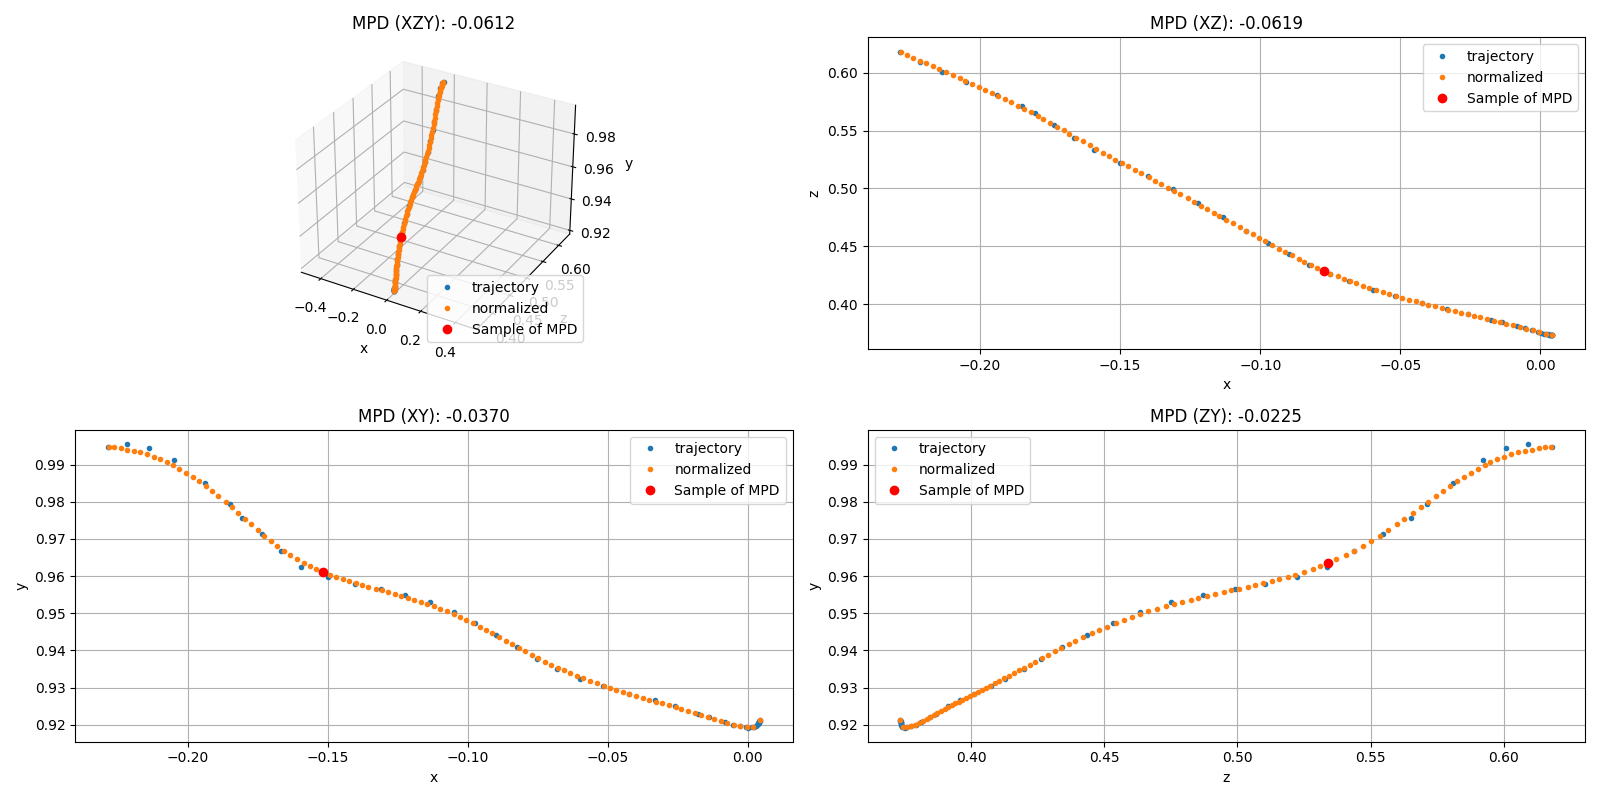 MPD (XZY): -0.0612
0.98
0.96
0.94
0.92
y
0.60
0.55
0.50
0.45
0.40
z
−0.4
−0.2
0.0
0.2
0.4
x
trajectory
normalized
Sample of MPD
MPD (XZ): -0.0619
0.60
0.55
0.50
0.45
0.40
z
trajectory
normalized
Sample of MPD
−0.20
−0.15
−0.10
−0.05
0.00
x
MPD (XY): -0.0370
0.99
0.98
0.97
0.96
0.95
0.94
0.93
0.92
y
trajectory
normalized
Sample of MPD
−0.20
−0.15
−0.10
−0.05
0.00
x
MPD (ZY): -0.0225
0.99
0.98
0.97
0.96
0.95
0.94
0.93
0.92
y
trajectory
normalized
Sample of MPD
0.40
0.45
0.50
0.55
0.60
z